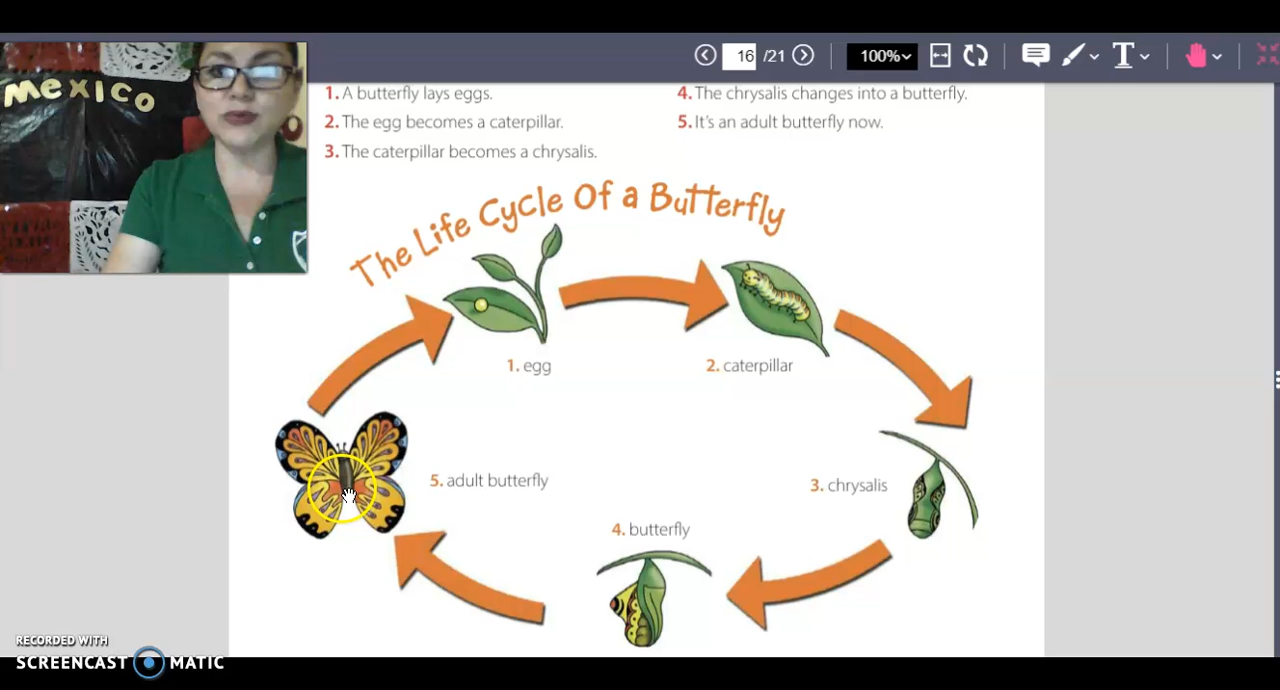 MEXICO
16 /21
100%
T
1. A butterfly lays eggs.
2. The egg becomes a caterpillar.
3. The caterpillar becomes a chrysalis.
4. The chrysalis changes into a butterfly.
5. It's an adult butterfly now.
The Life Cycle Of a Butterfly
1. egg
2. caterpillar
3. chrysalis
4. butterfly
5. adult butterfly
RECORDED WITH
SCREENCAST MATIC